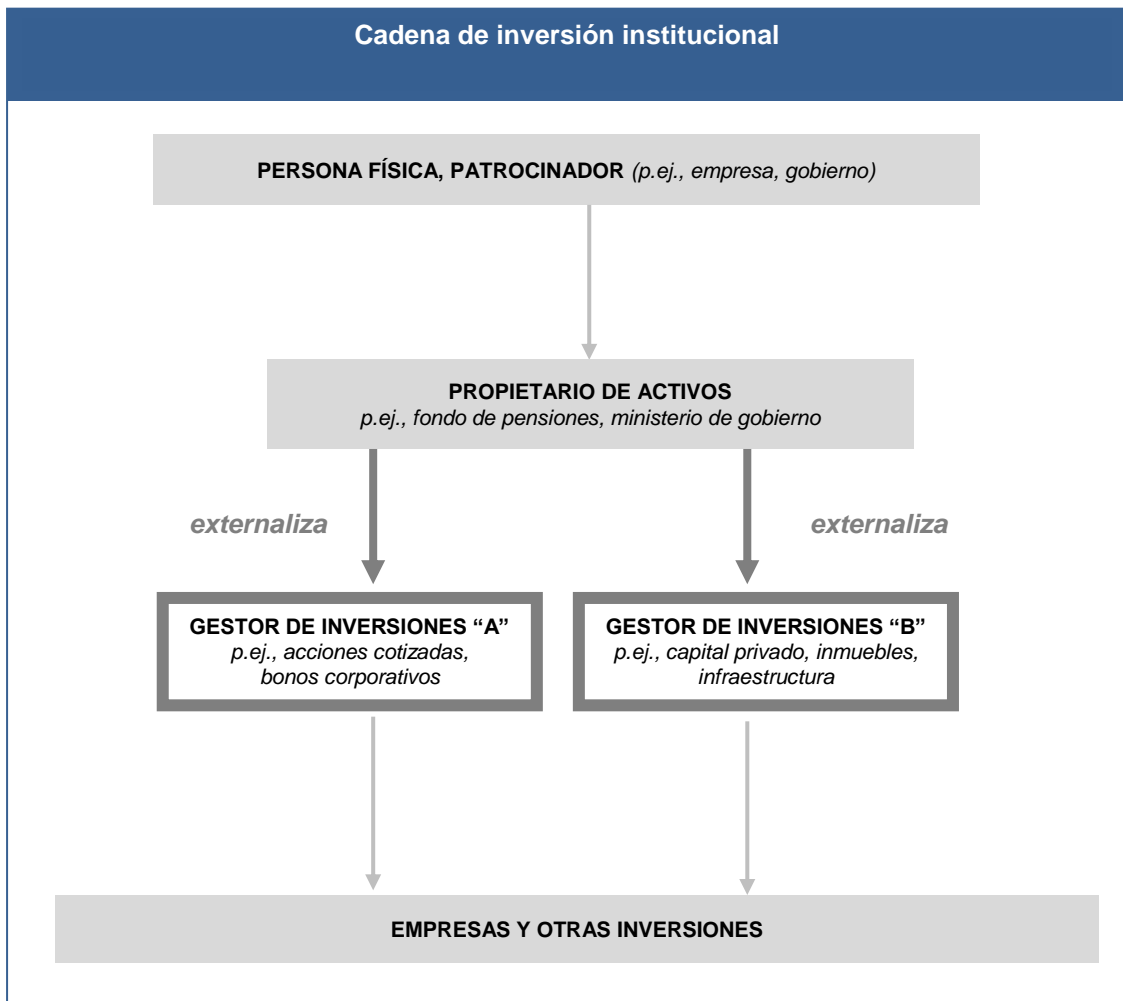 Cadena de inversión institucional
PERSONA FÍSICA, PATROCINADOR (p.ej., empresa, gobierno)
PROPIETARIO DE ACTIVOS
p.ej., fondo de pensiones, ministerio de gobierno
externaliza
externaliza
GESTOR DE INVERSIONES “A”
p.ej., acciones cotizadas,
bonos corporativos
GESTOR DE INVERSIONES “B”
p.ej., capital privado, inmuebles,
infraestructura
EMPRESAS Y OTRAS INVERSIONES